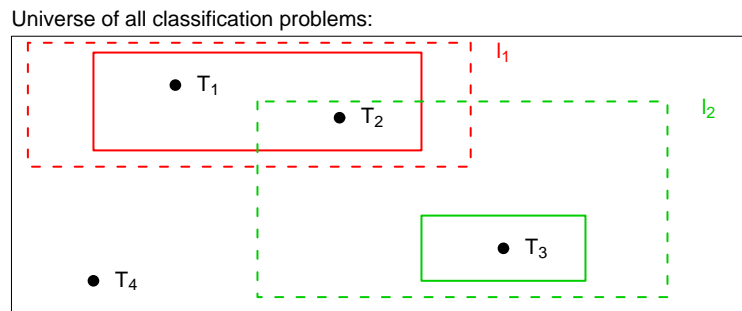 Universe of all classification problems:
I₁
T₁
I₂
T₂
T₃
T₄